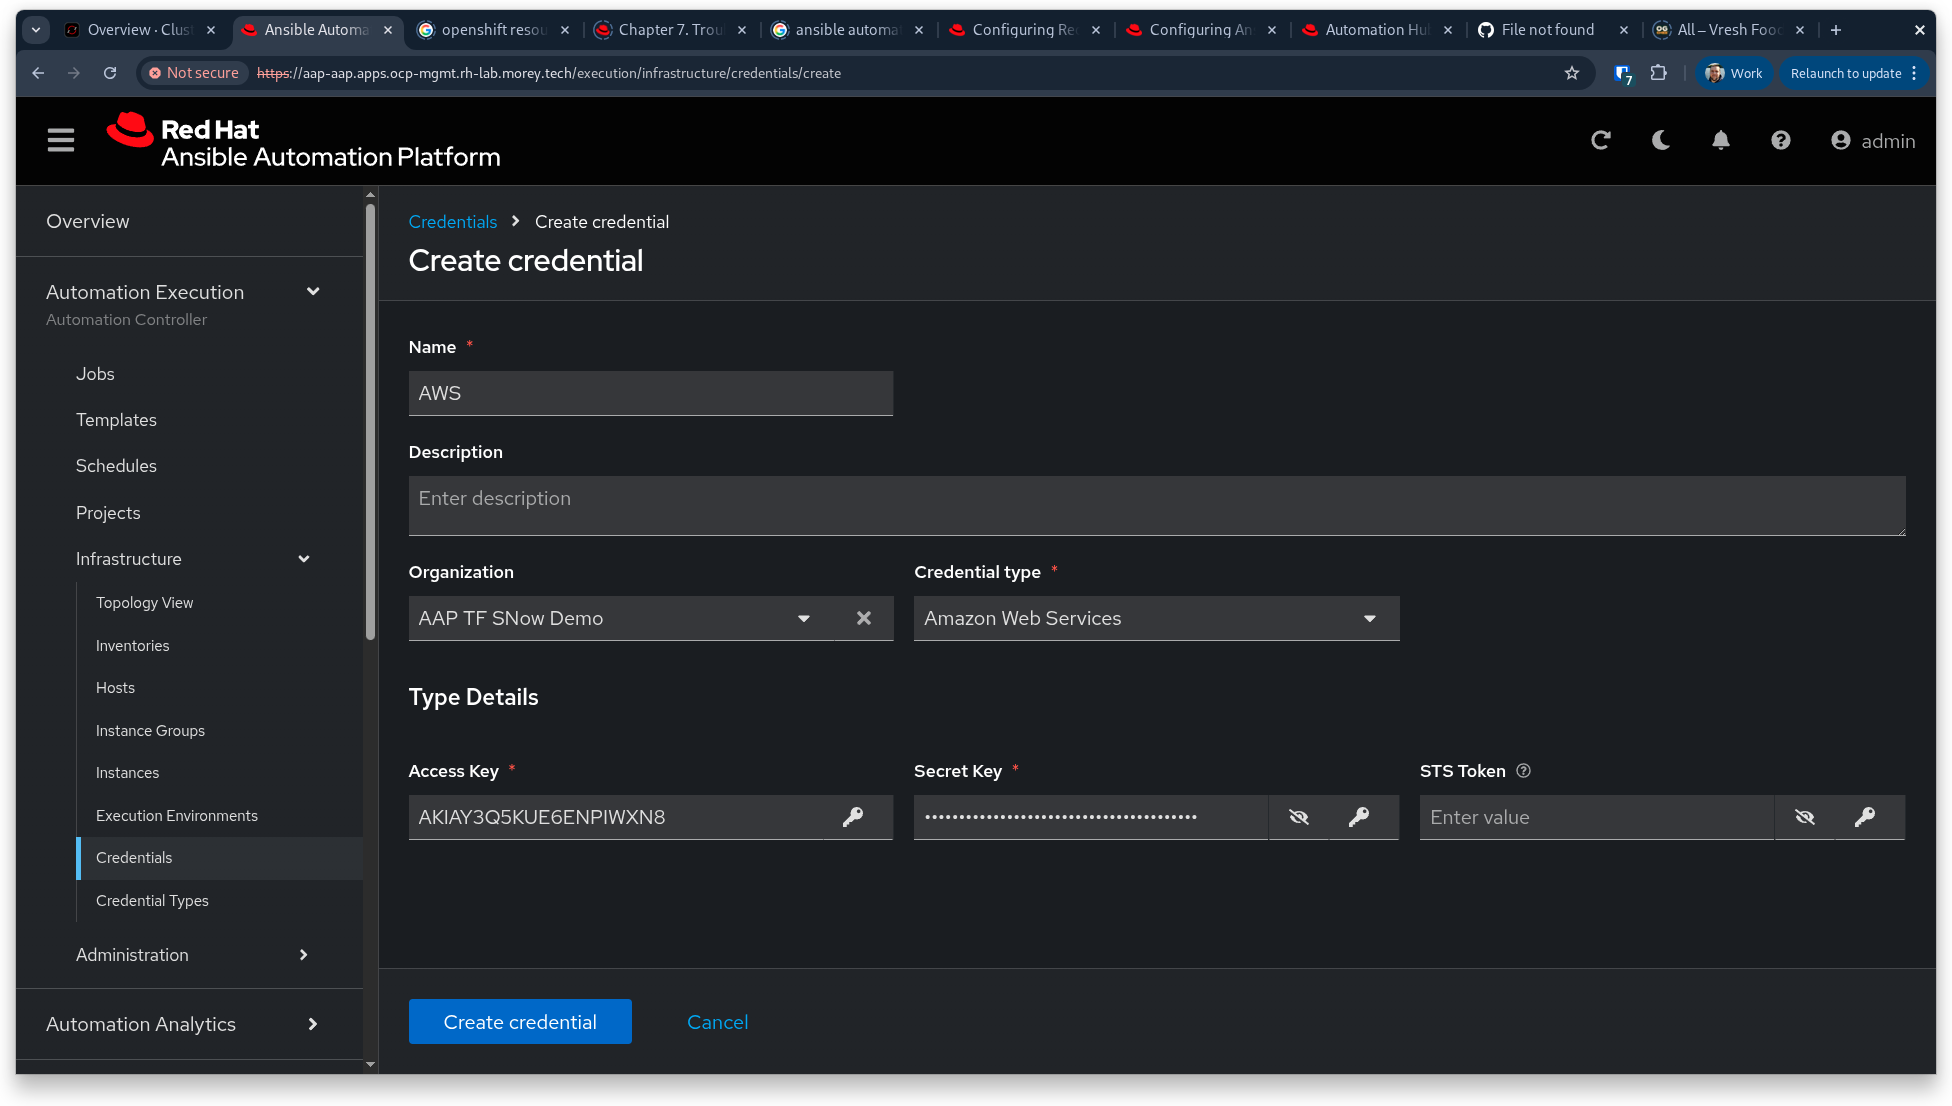 Overview · Clus
Ansible Automa
openshift resou
Chapter 7. Trou
ansible automat
Configuring Re
Configuring An
Automation Hu
File not found
All – Vresh Food
Not secure
https://aap-aap.apps.ocp-mgmt.rh-lab.morey.tech/execution/infrastructure/credentials/create
7
Work
Relaunch to update
Red Hat
Ansible Automation Platform
admin
Overview
Automation Execution
Automation Controller
Jobs
Templates
Schedules
Projects
Infrastructure
Topology View
Inventories
Hosts
Instance Groups
Instances
Execution Environments
Credentials
Credential Types
Administration
Automation Analytics
Credentials > Create credential
Create credential
Name *
AWS
Description
Enter description
Organization
Credential type *
AAP TF SNow Demo
Amazon Web Services
Type Details
Access Key *
Secret Key *
STS Token
AKIAY3Q5KUE6ENPIWXN8
••••••••••••••••••••••••••••••••••••••••
Enter value
Create credential
Cancel